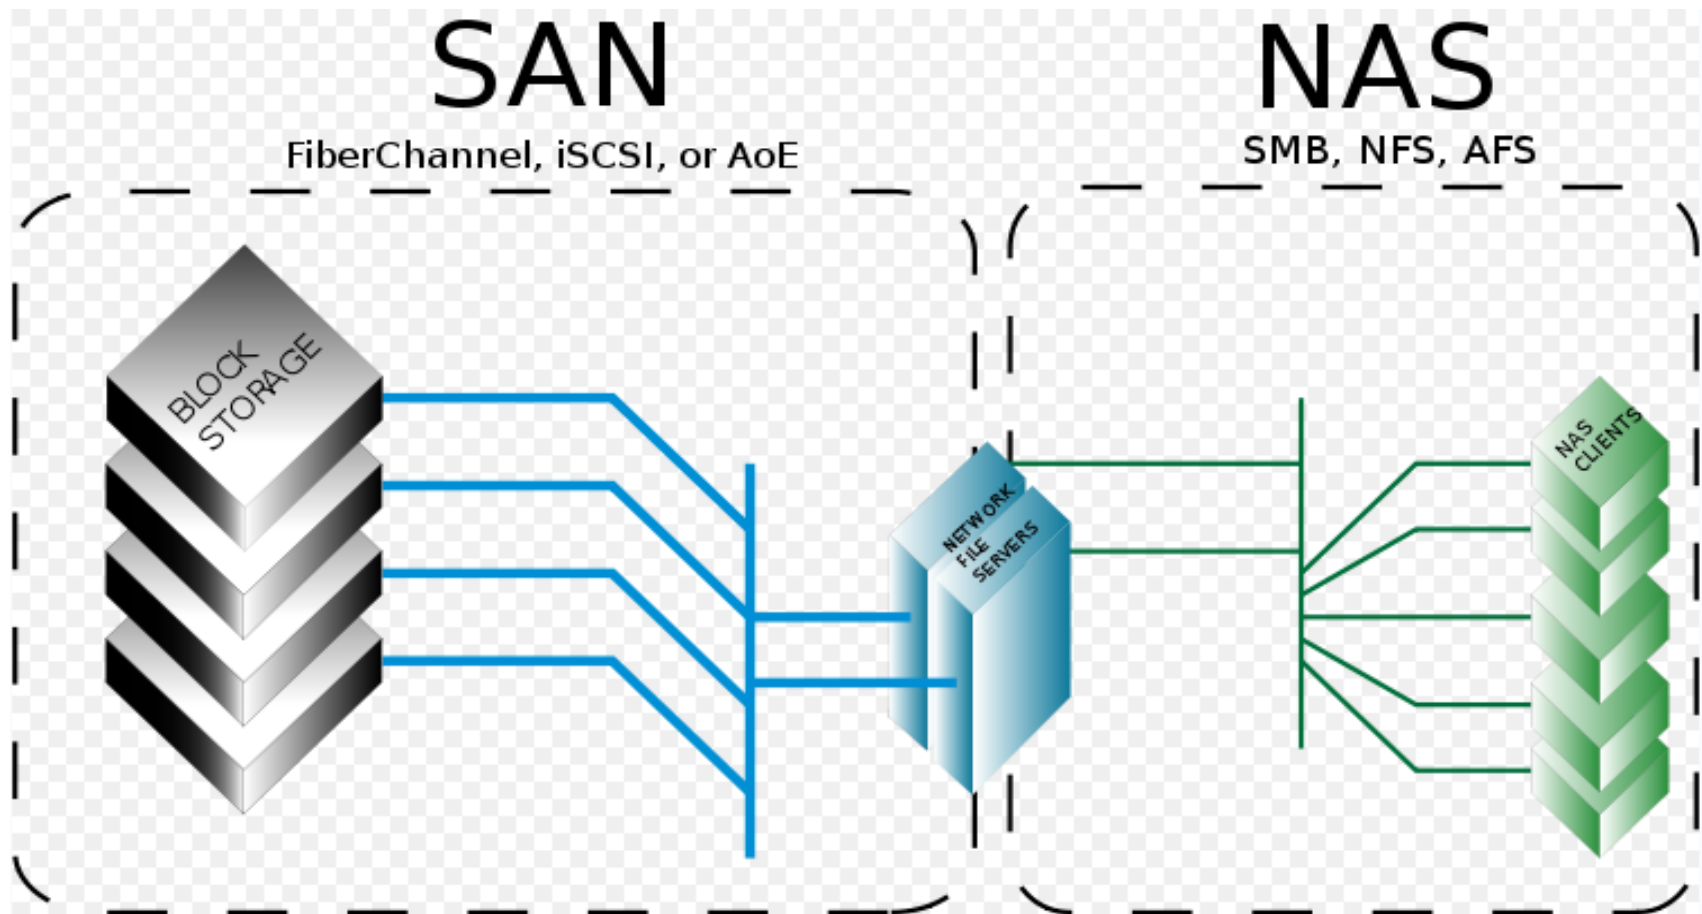 SAN
FiberChannel, iSCSI, or AoE
NAS
SMB, NFS, AFS
BLOCK
STORAGE
NETWORK
FILE
SERVERS
NAS
CLIENTS